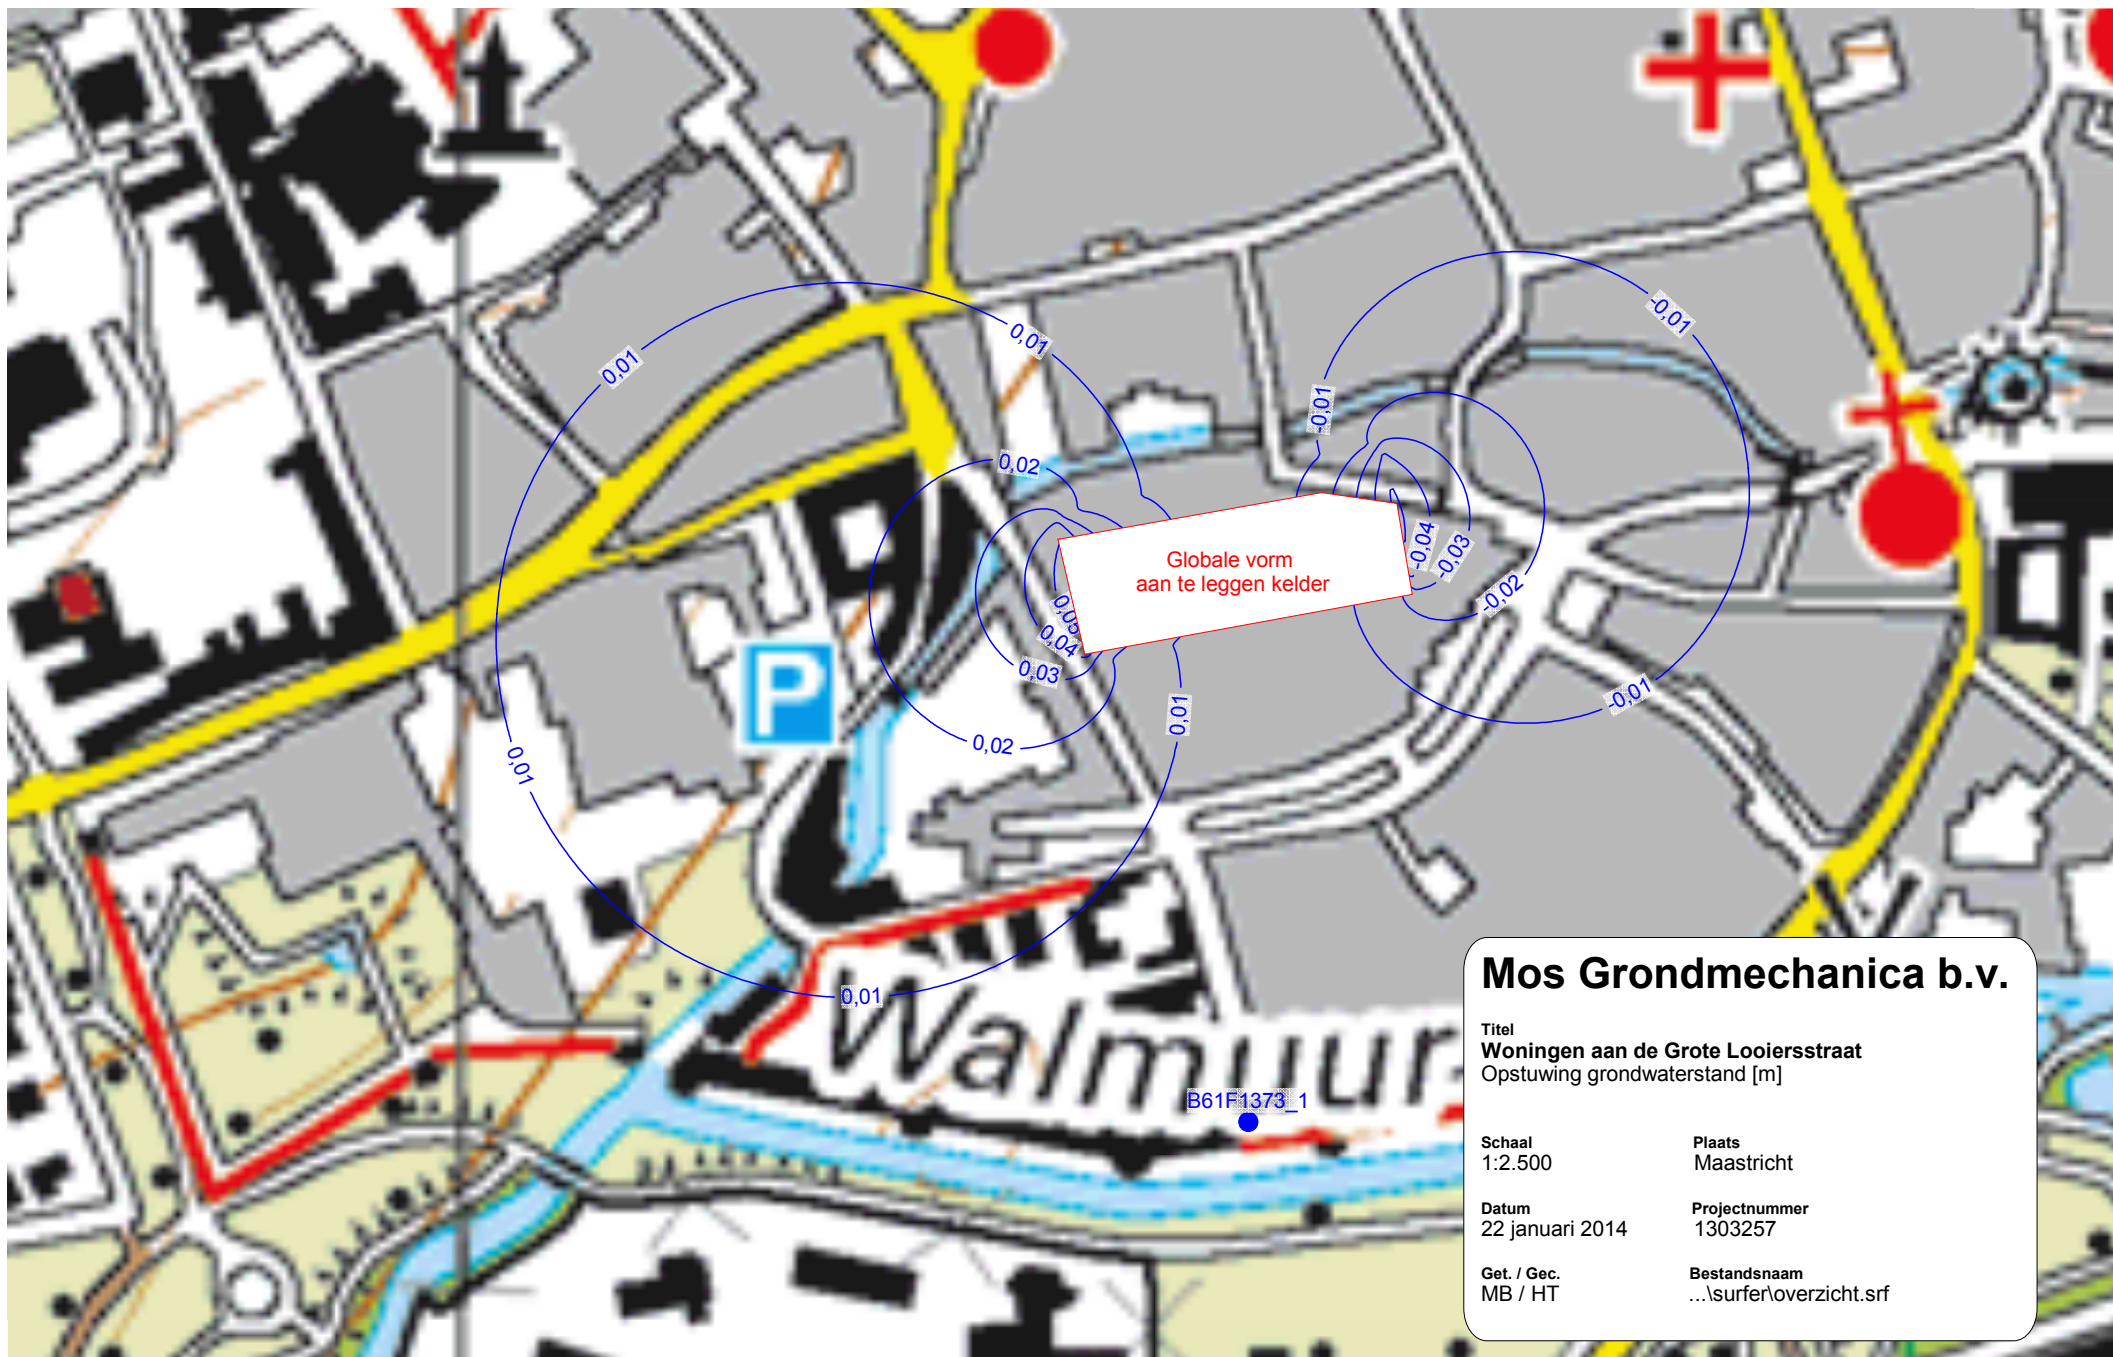 0,01
0,01
-0,01
-0,01
0,02
Globale vorm
aan te leggen kelder
-0,04
-0,03
-0,02
0,05
0,04
0,03
P
0,01
-0,01
0,02
0,01
0,01
Walmuur
B61F1373_1
Mos Grondmechanica b.v.
Titel
Woningen aan de Grote Looiersstraat
Opstuwing grondwaterstand [m]
Schaal
1:2.500
Plaats
Maastricht
Datum
22 januari 2014
Projectnummer
1303257
Get. / Gec.
MB / HT
Bestandsnaam
...\surfer\overzicht.srf